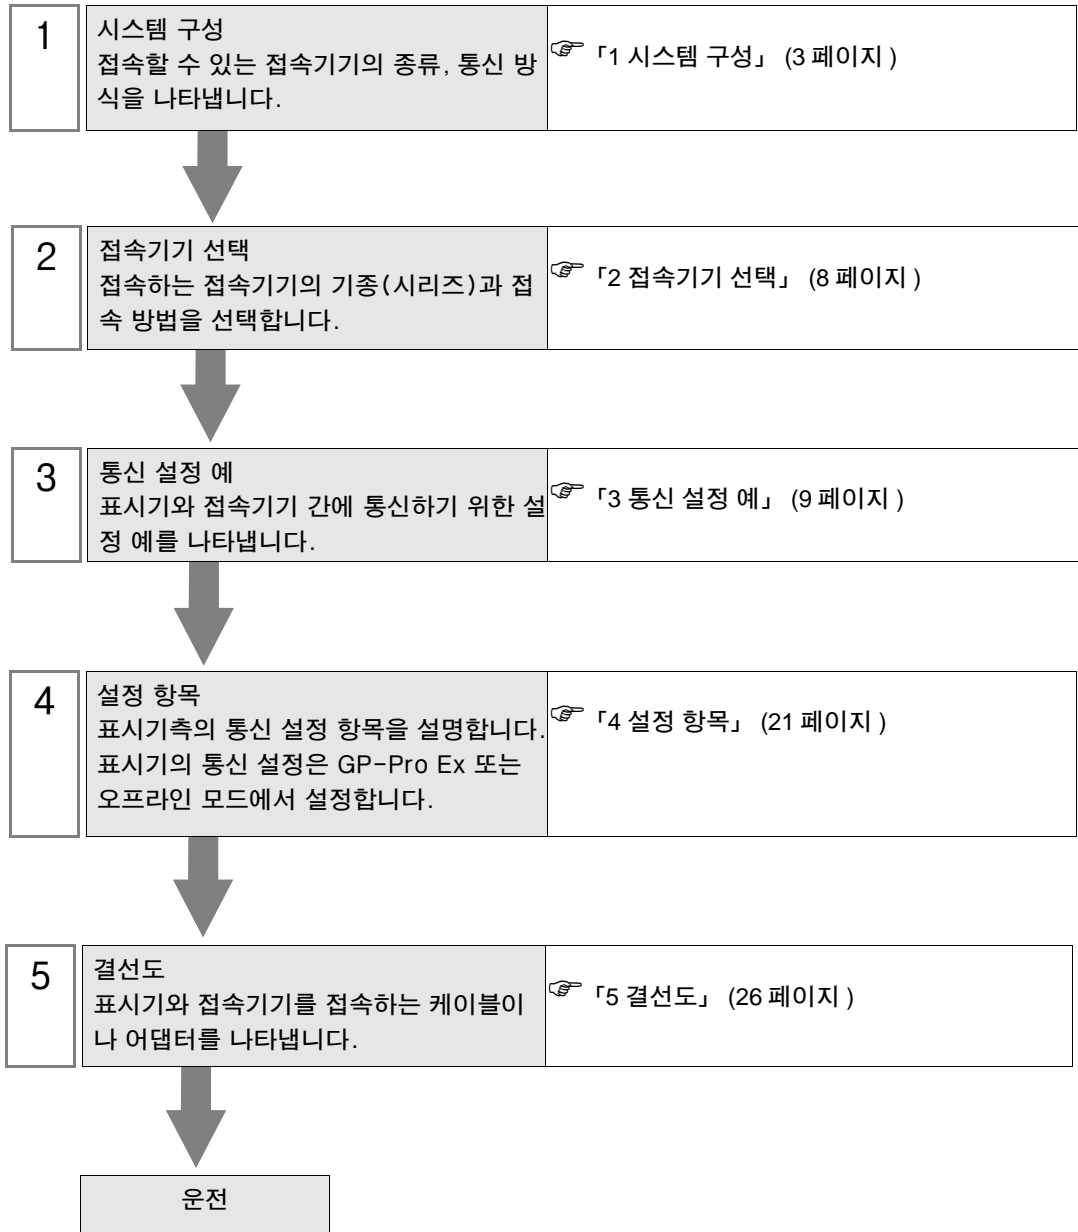 1
시스템 구성
접속할 수 있는 접속기기의 종류, 통신 방
식을 나타냅니다.
☞ 「1 시스템 구성」 (3 페이지 )
2
접속기기 선택
접속하는 접속기기의 기종(시리즈)과 접
속 방법을 선택합니다.
☞ 「2 접속기기 선택」 (8 페이지 )
3
통신 설정 예
표시기와 접속기기 간에 통신하기 위한 설
정 예를 나타냅니다.
☞ 「3 통신 설정 예」 (9 페이지 )
4
설정 항목
표시기측의 통신 설정 항목을 설명합니다.
표시기의 통신 설정은 GP-Pro Ex 또는
오프라인 모드에서 설정합니다.
☞ 「4 설정 항목」 (21 페이지 )
5
결선도
표시기와 접속기기를 접속하는 케이블이
나 어댑터를 나타냅니다.
☞ 「5 결선도」 (26 페이지 )
운전